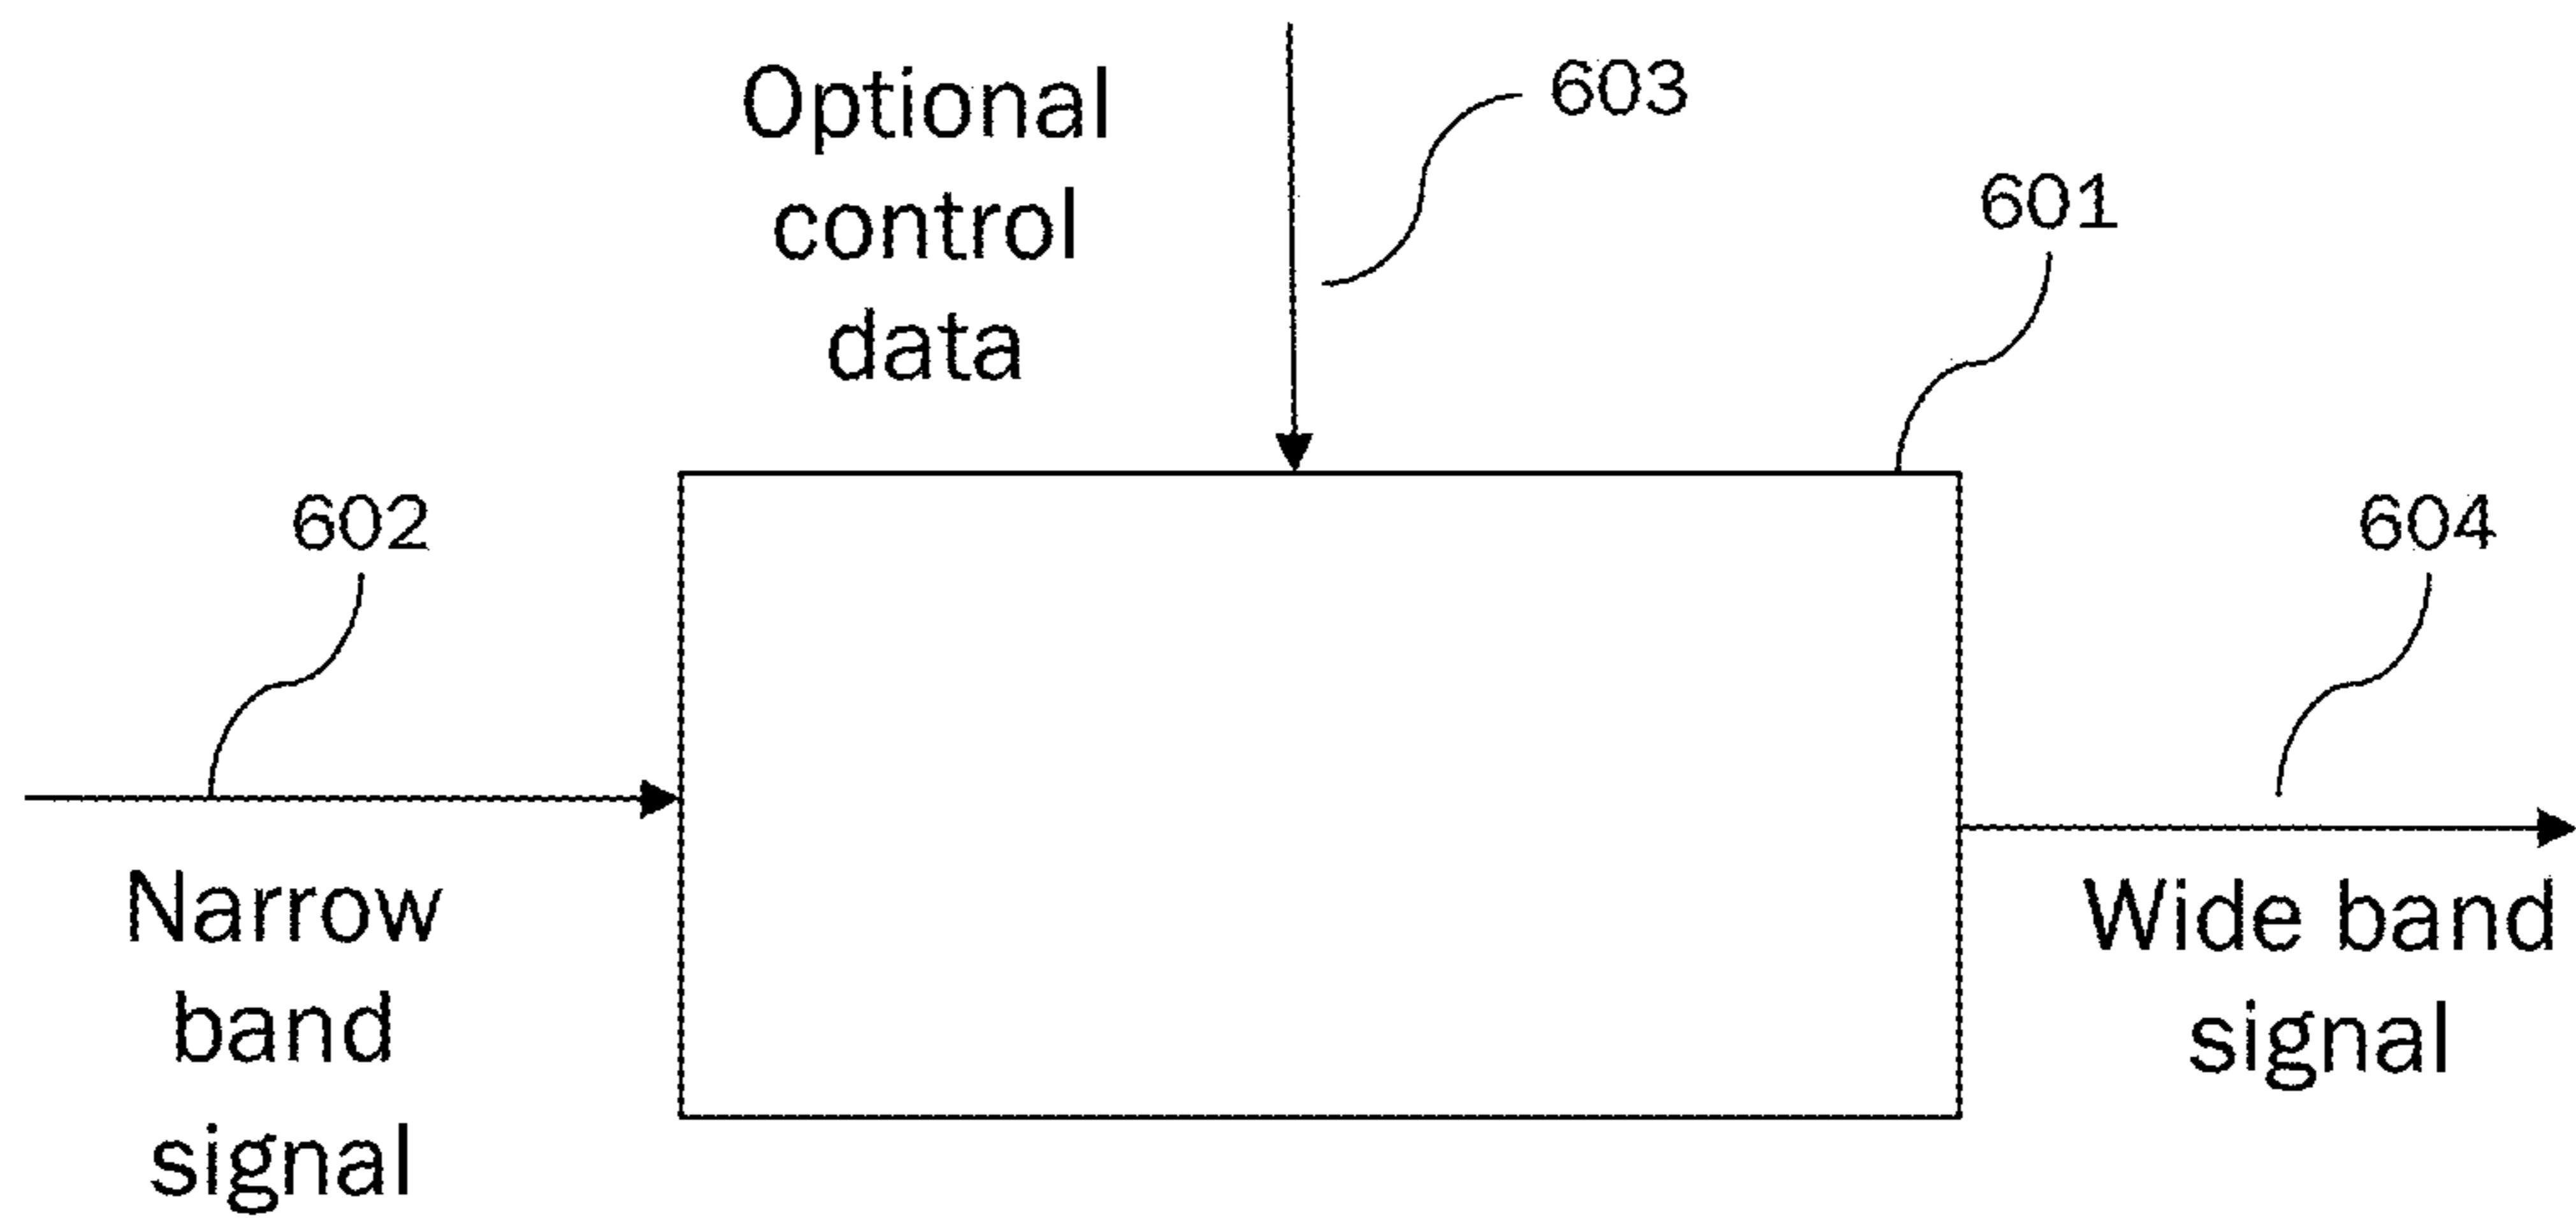 Optional
control
data
603
601
602
604
Narrow
band
signal
Wide band
signal